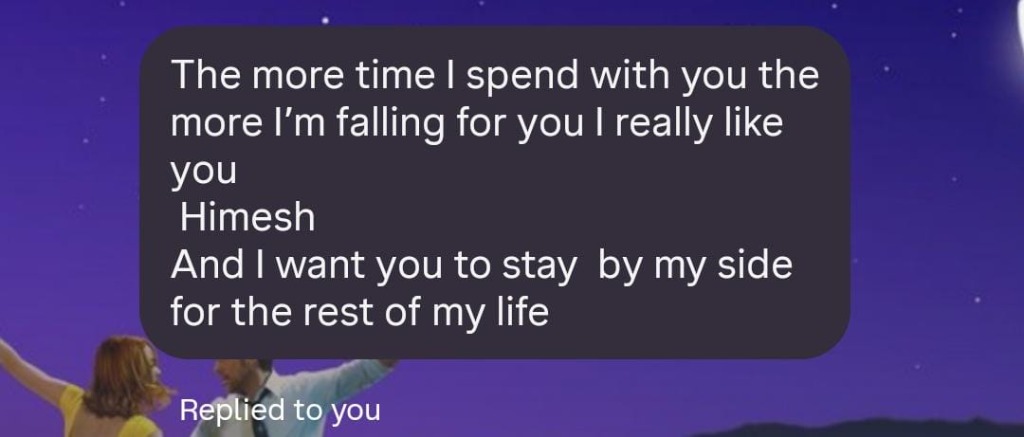 The more time I spend with you the
more I’m falling for you I really like
you
Himesh
And I want you to stay  by my side
for the rest of my life
Replied to you